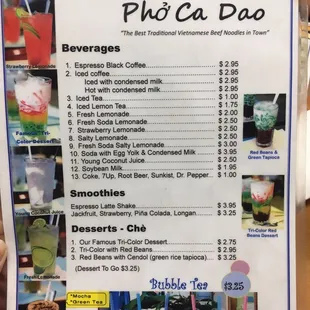 Phở Ca Dao
"The Best Traditional Vietnamese Beef Noodles in Town"
Beverages
1. Espresso Black Coffee $ 2.95
2. Iced coffee $ 2.95
Iced with condensed milk $ 2.95
Hot with condensed milk $ 2.95
3. Iced Tea $ 1.00
4. Iced Lemon Tea $ 1.75
5. Fresh Lemonade $ 2.00
6. Fresh Soda Lemonade $ 2.50
7. Strawberry Lemonade $ 2.50
8. Salty Lemonade $ 2.50
9. Fresh Soda Salty Lemonade $ 3.00
10. Soda with Egg Yolk & Condensed Milk $ 3.95
11. Young Coconut Juice $ 2.50
12. Soybean Milk $ 1.95
13. Coke, 7Up, Root Beer, Sunkist, Dr. Pepper $ 1.00
Smoothies
Espresso Latte Shake $ 3.95
Jackfruit, Strawberry, Piña Colada, Longan $ 3.25
Desserts - Chè
1. Our Famous Tri-Color Dessert $ 2.75
2. Tri-Color with Red Beans $ 2.95
3. Red Beans with Cendol (green rice tapioca) $ 3.25
(Dessert To Go $3.25)
Bubble Tea $3.25
*Mocha
*Green Tea
Strawberry Lemonade
Famous Tri-
Color Dessert
Young Coconut Juice
Fresh Lemonade
Red Beans &
Green Tapioca
Tri-Color Red
Beans Dessert